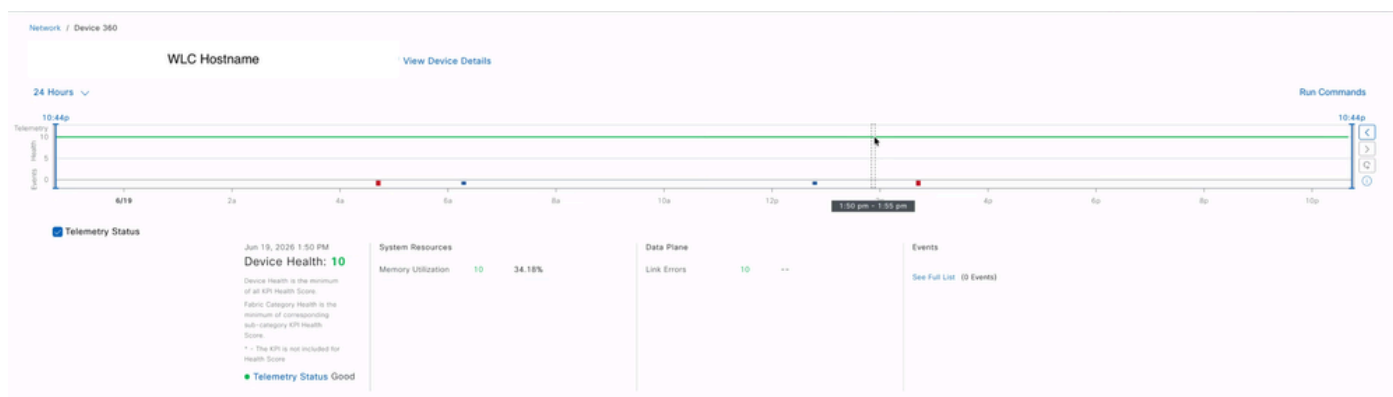 Network / Device 360
WLC Hostname
View Device Details
24 Hours
Run Commands
10:44p
10:44p
Telemetry
10
Health
5
Events
0
6/19
2a
4a
6a
8a
10a
12p
4p
6p
8p
10p
1:50 pm - 1:55 pm
Telemetry Status
Jun 19, 2026 1:50 PM
Device Health: 10
Device Health is the minimum
of all KPI Health Score.
Fabric Category Health is the
minimum of corresponding
sub-category KPI Health
Score.
* - The KPI is not included for
Health Score
Telemetry Status Good
System Resources
Memory Utilization 10 34.18%
Data Plane
Link Errors 10 --
Events
See Full List (0 Events)